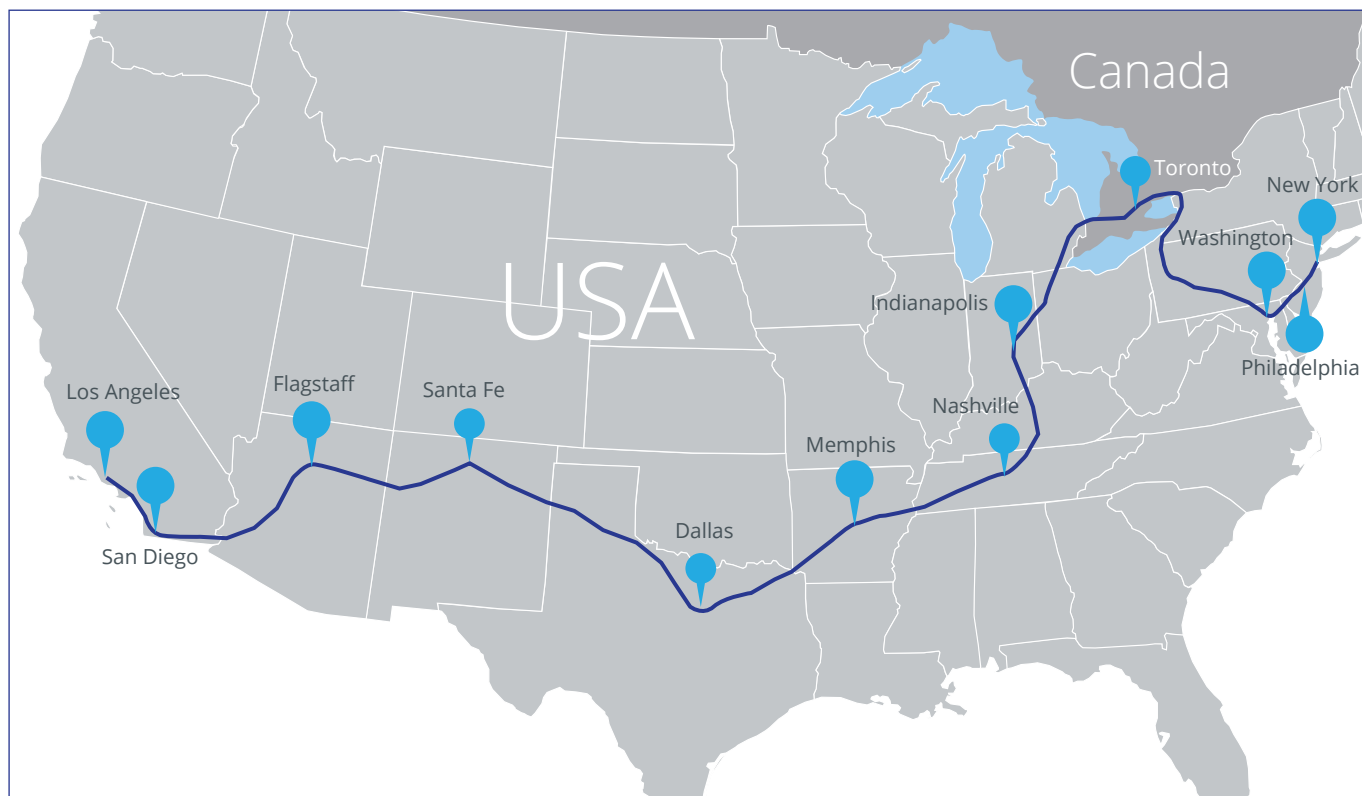 Canada
Toronto
New York
Washington
USA
Indianapolis
Philadelphia
Los Angeles
Flagstaff
Santa Fe
Nashville
Memphis
Dallas
San Diego